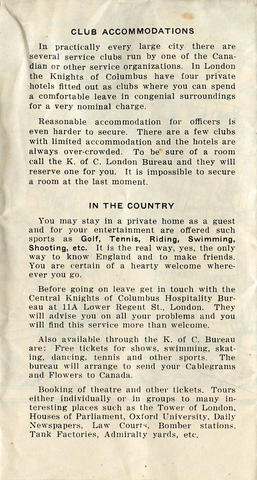 CLUB ACCOMMODATIONS
In practically every large city there are
several service clubs run by one of the Cana-
dian or other service organizations. In London
the Knights of Columbus have four private
hotels fitted out as clubs where you can spend
a comfortable leave in congenial surroundings
for a very nominal charge.
Reasonable accommodation for officers is
even harder to secure. There are a few clubs
with limited accommodation and the hotels are
always over-crowded. To be sure of a room
call the K. of C. London Bureau and they will
reserve one for you. It is impossible to secure
a room at the last moment.
IN THE COUNTRY
You may stay in a private home as a guest
and for your entertainment are offered such
sports as Golf, Tennis, Riding, Swimming,
Shooting, etc. It is the real way, yes, the only
way to know England and to make friends.
You are certain of a hearty welcome where-
ever you go.
Before going on leave get in touch with the
Central Knights of Columbus Hospitality Bur-
eau at 11A Lower Regent St., London. They
will advise you on all your problems and you
will find this service more than welcome.
Also available through the K. of C. Bureau
are: Free tickets for shows, swimming, skat-
ing, dancing, tennis and other sports. The
bureau will arrange to send your Cablegrams
and Flowers to Canada.
Booking of theatre and other tickets. Tours
either individually or in groups to many in-
teresting places such as the Tower of London,
Houses of Parliament, Oxford University, Daily
Newspapers, Law Courts, Bomber stations.
Tank Factories, Admiralty yards, etc.